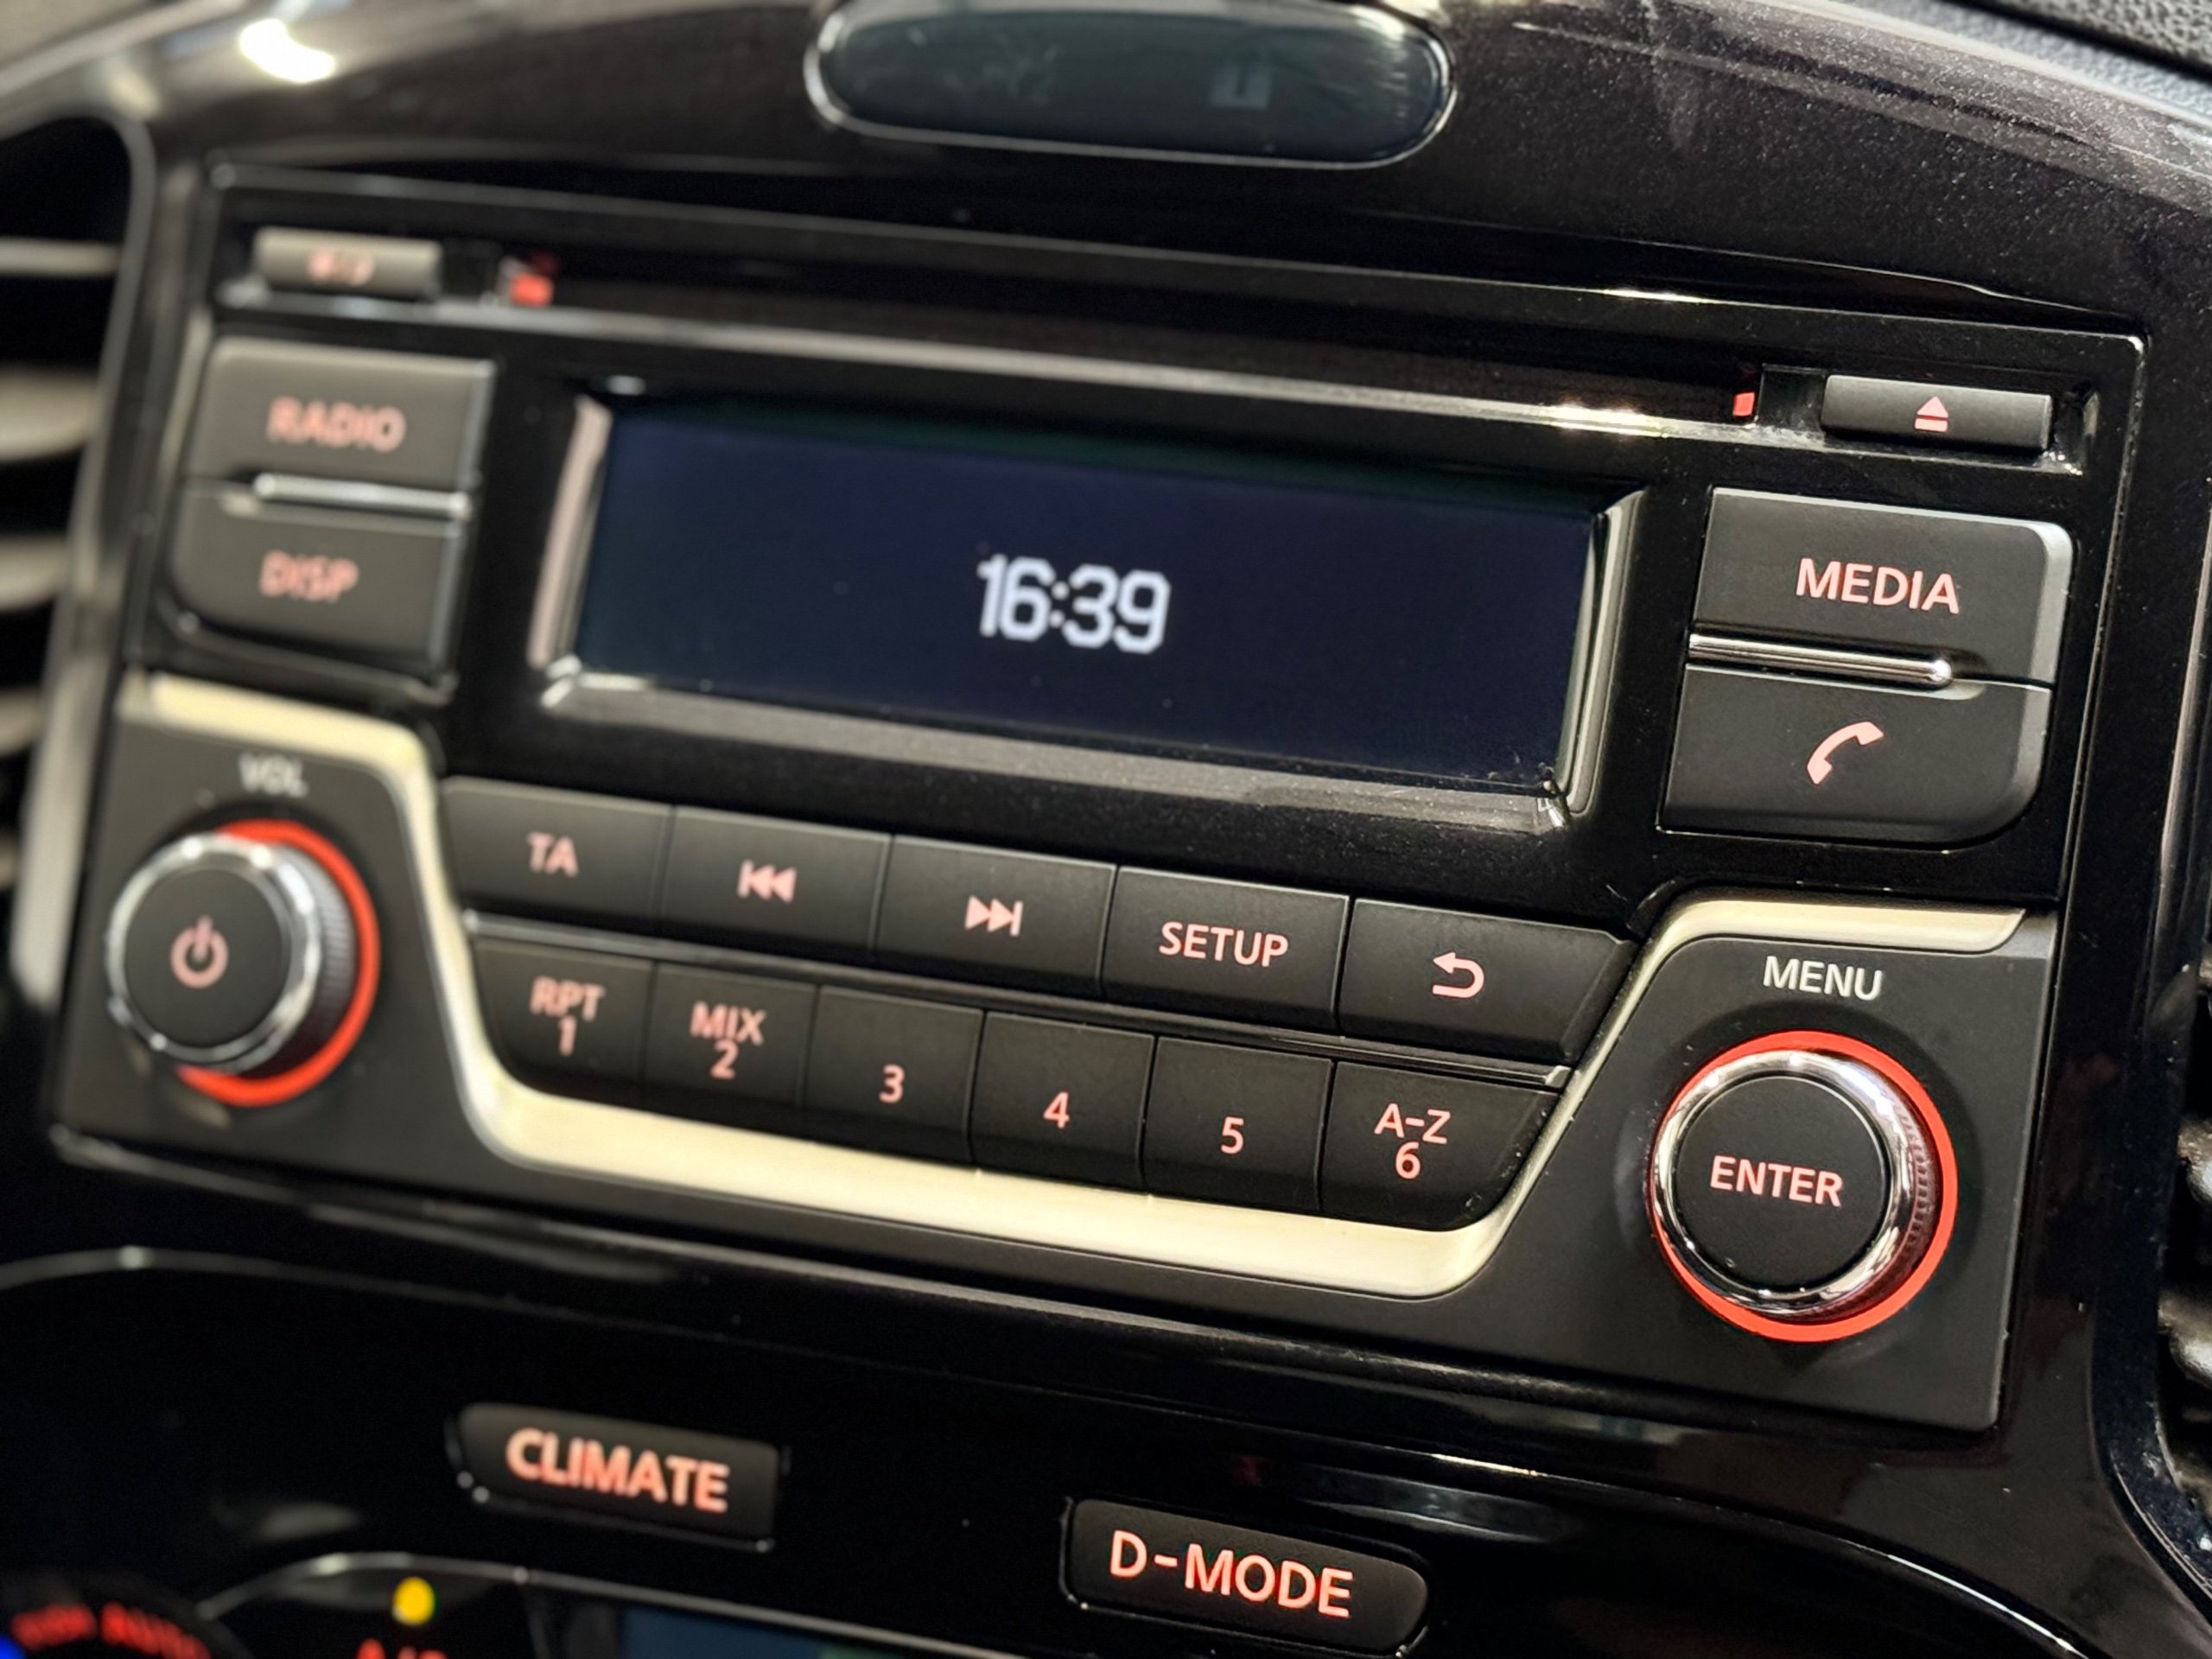 RADIO
DISP
16:39
MEDIA
VOL
TA
SETUP
MENU
RPT
1
MIX
2
3
4
5
A-Z
6
ENTER
CLIMATE
D-MODE
AUTO